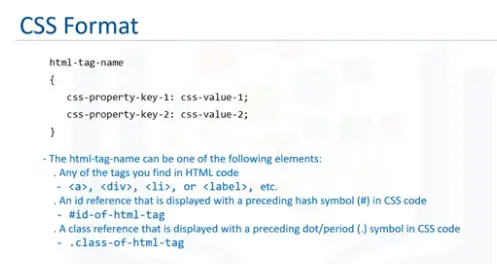 CSS Format
html-tag-name
{
css-property-key-1: css-value-1;
css-property-key-2: css-value-2;
}
- The html-tag-name can be one of the following elements:
. Any of the tags you find in HTML code
- <a>, <div>, <li>, or <label>, etc.
. An id reference that is displayed with a preceding hash symbol (#) in CSS code
- #id-of-html-tag
. A class reference that is displayed with a preceding dot/period (.) symbol in CSS code
- .class-of-html-tag